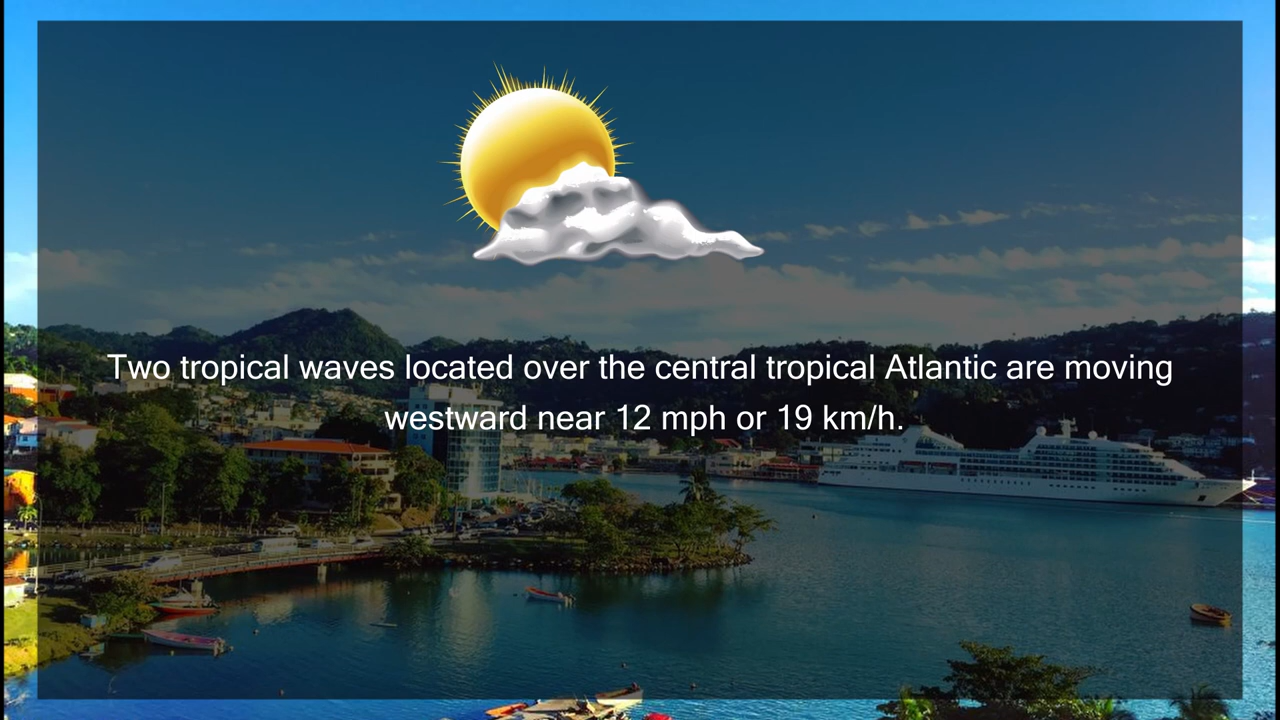 Two tropical waves located over the central tropical Atlantic are moving
westward near 12 mph or 19 km/h.